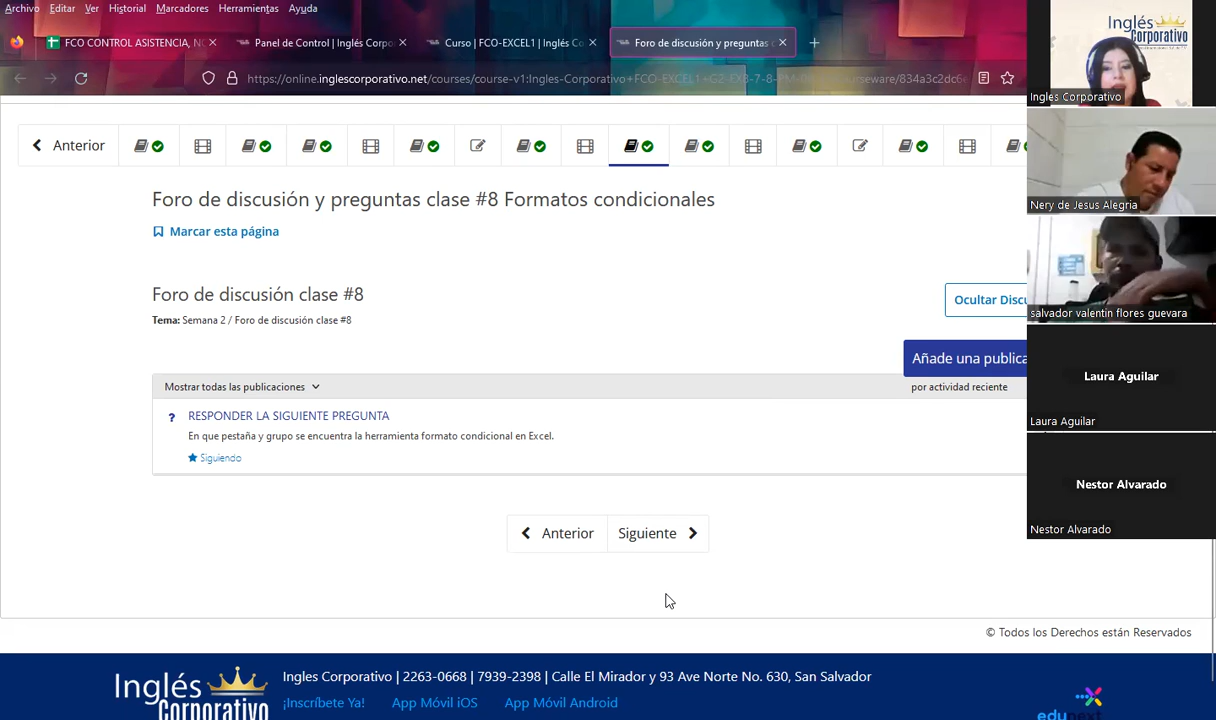 Archivo Editar Ver Historial Marcadores Herramientas Ayuda
FCO CONTROL ASISTENCIA, NO
Panel de Control | Inglés Corpo
Curso | FCO-EXCEL1 | Inglés Co
Foro de discusión y preguntas c
https://online.inglescorporativo.net/courses/course-v1:Ingles-Corporativo+FCO-EXCEL1+G2-EX3-7-8-PM-
Anterior
Foro de discusión y preguntas clase #8 Formatos condicionales
Marcar esta página
Foro de discusión clase #8
Tema: Semana 2 / Foro de discusión clase #8
Ocultar Discu
Añade una publica
Mostrar todas las publicaciones
por actividad reciente
? RESPONDER LA SIGUIENTE PREGUNTA
En que pestaña y grupo se encuentra la herramienta formato condicional en Excel.
Siguiendo
Anterior
Siguiente
© Todos los Derechos están Reservados
Inglés Corporativo
Ingles Corporativo | 2263-0668 | 7939-2398 | Calle El Mirador y 93 Ave Norte No. 630, San Salvador
¡Inscríbete Ya! App Móvil iOS App Móvil Android
edunext
Inglés
Corporativo
Ingles Corporativo
Nery de Jesus Alegria
salvador valentin flores guevara
Laura Aguilar
Laura Aguilar
Nestor Alvarado
Nestor Alvarado